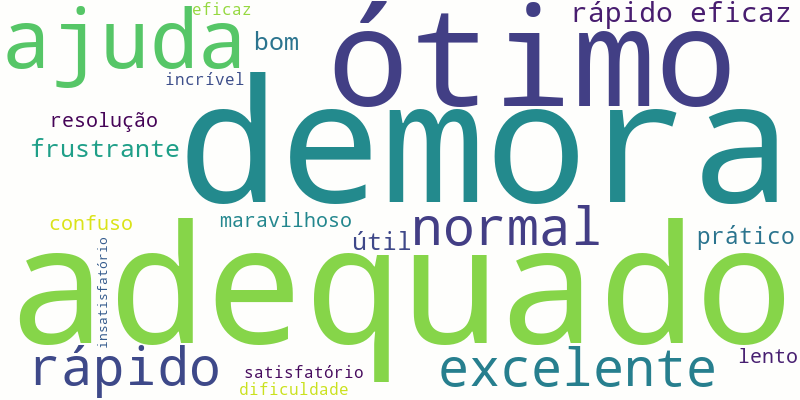 eficaz
rápido eficaz
ajuda
bom
ótimo
incrível
demora
resolução
frustrante
confuso
maravilhoso
normal
útil
prático
adequado
insatisfatório
rápido
excelente
lento
satisfatório
dificuldade